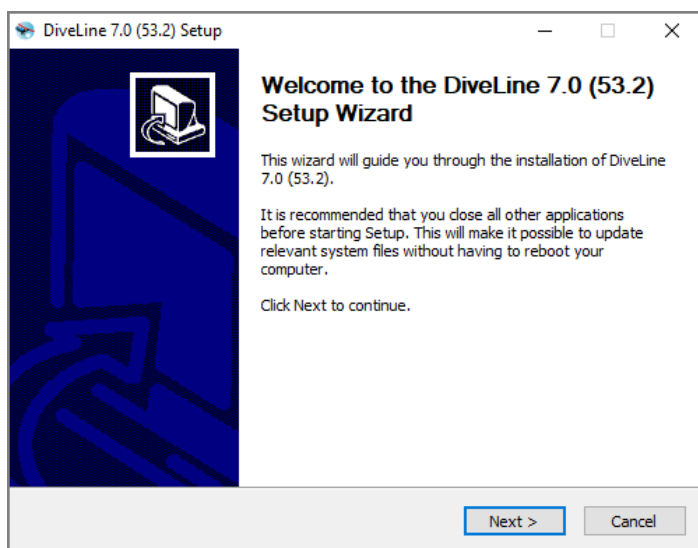 DiveLine 7.0 (53.2) Setup
Welcome to the DiveLine 7.0 (53.2)
Setup Wizard
This wizard will guide you through the installation of DiveLine
7.0 (53.2).
It is recommended that you close all other applications
before starting Setup. This will make it possible to update
relevant system files without having to reboot your
computer.
Click Next to continue.
Next >
Cancel